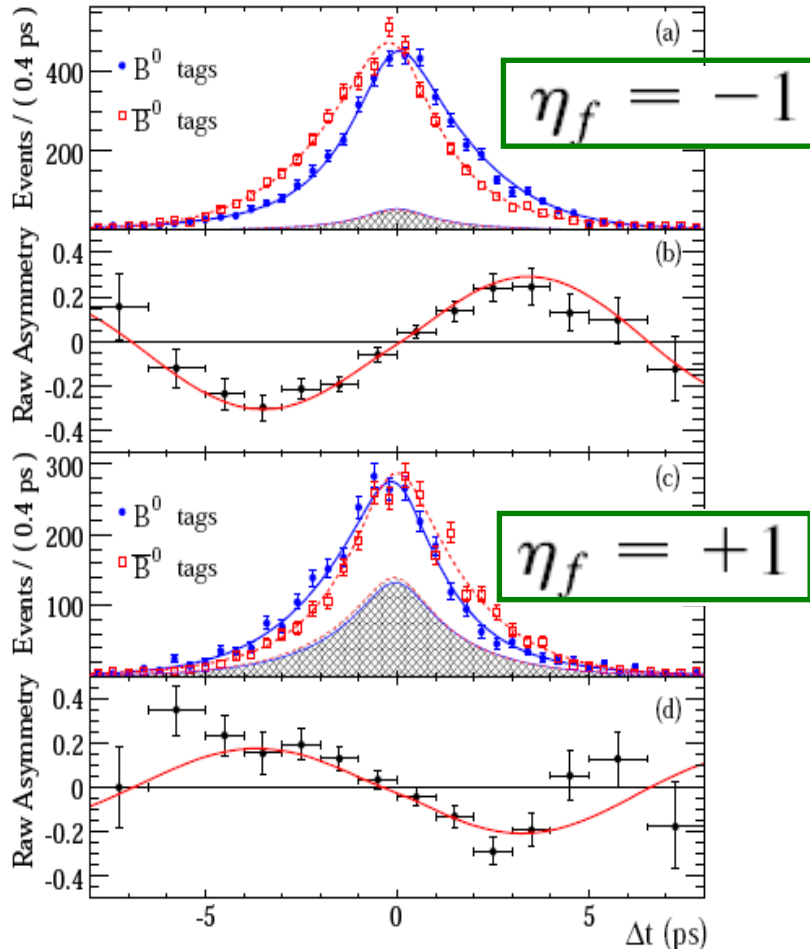 (a)
B⁰ tags
B̅⁰ tags
Events / ( 0.4 ps )
400
200
η_f = −1
(b)
Raw Asymmetry
0.4
0.2
0
-0.2
-0.4
(c)
B⁰ tags
B̅⁰ tags
Events / ( 0.4 ps )
300
200
100
η_f = +1
(d)
Raw Asymmetry
0.4
0.2
0
-0.2
-0.4
-5 0 5
Δt (ps)